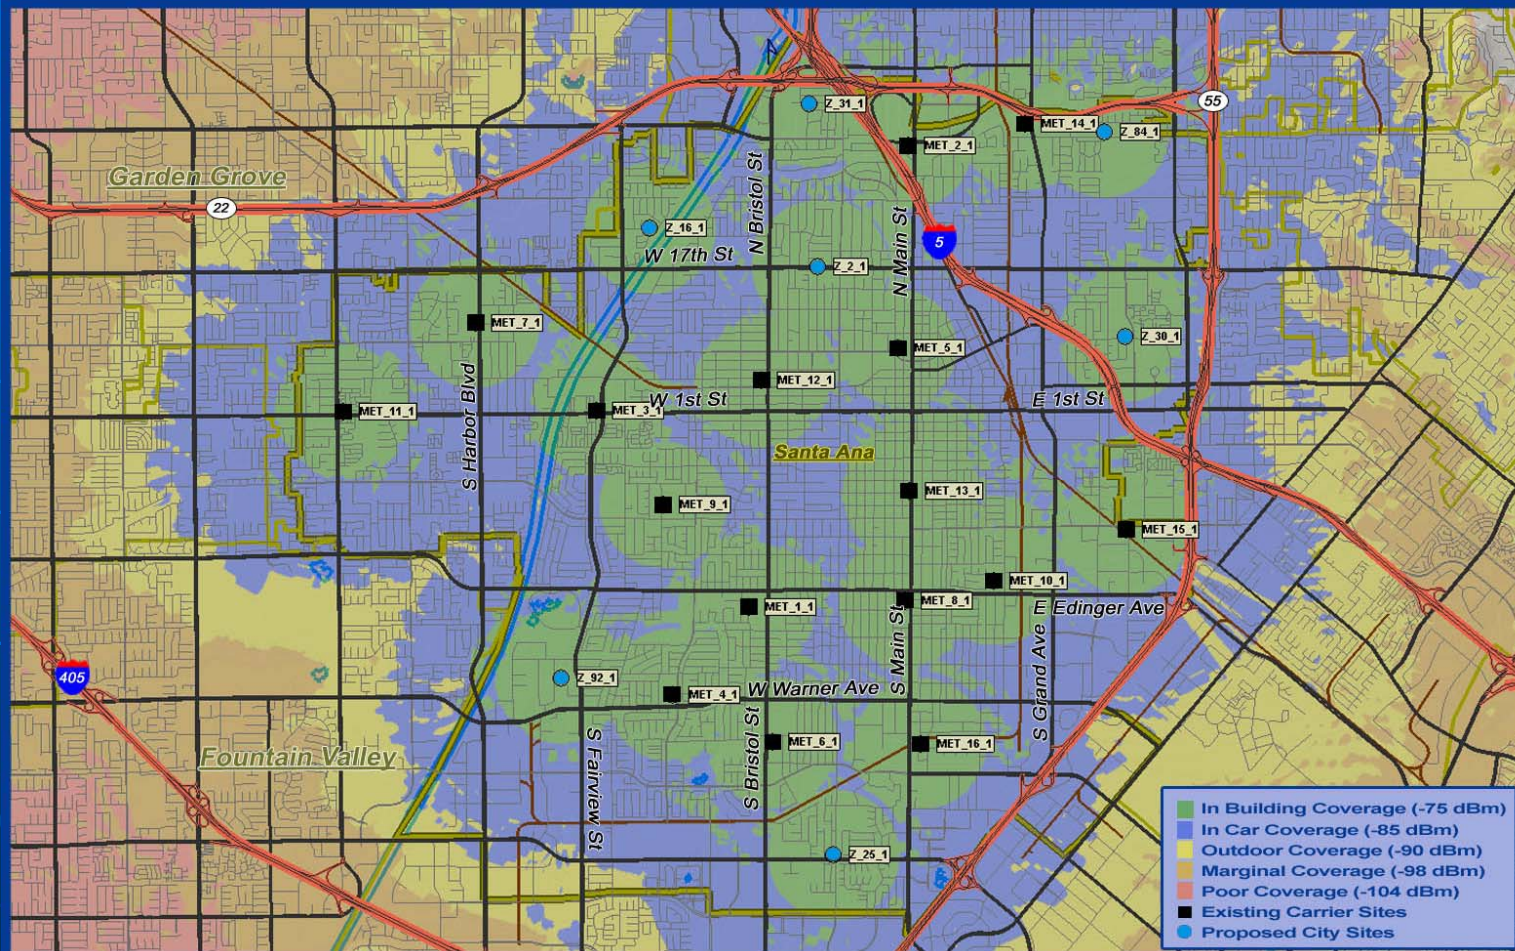 Z_31_1
55
MET_14_1
Z_84_1
MET_2_1
Garden Grove
22
N Bristol St
Z_16_1
N Main St
5
W 17th St
Z_2_1
MET_7_1
Z_30_1
MET_5_1
MET_12_1
S Harbor Blvd
W 1st St
E 1st St
MET_11_1
MET_3_1
Santa Ana
MET_13_1
MET_9_1
MET_15_1
MET_10_1
MET_8_1
MET_1_1
E Edinger Ave
S Main St
S Grand Ave
405
Z_92_1
MET_4_1
W Warner Ave
S Bristol St
MET_6_1
MET_16_1
Fountain Valley
S Fairview St
Z_25_1
In Building Coverage (-75 dBm)
In Car Coverage (-85 dBm)
Outdoor Coverage (-90 dBm)
Marginal Coverage (-98 dBm)
Poor Coverage (-104 dBm)
Existing Carrier Sites
Proposed City Sites